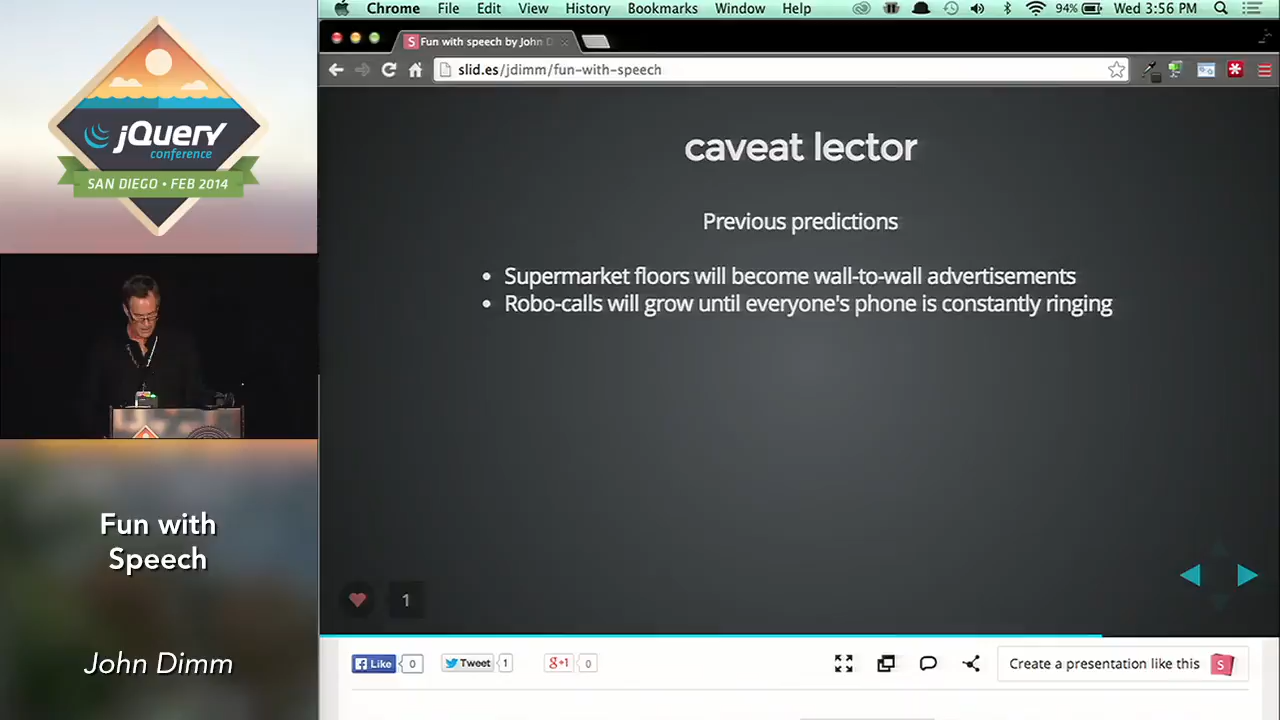 Chrome File Edit View History Bookmarks Window Help 94% Wed 3:56 PM
Fun with speech by John D
slid.es/jdimm/fun-with-speech
jQuery
conference
SAN DIEGO • FEB 2014
caveat lector
Previous predictions
• Supermarket floors will become wall-to-wall advertisements
• Robo-calls will grow until everyone's phone is constantly ringing
Fun with
Speech
John Dimm
1
Like 0 Tweet 1 g+1 0 Create a presentation like this S